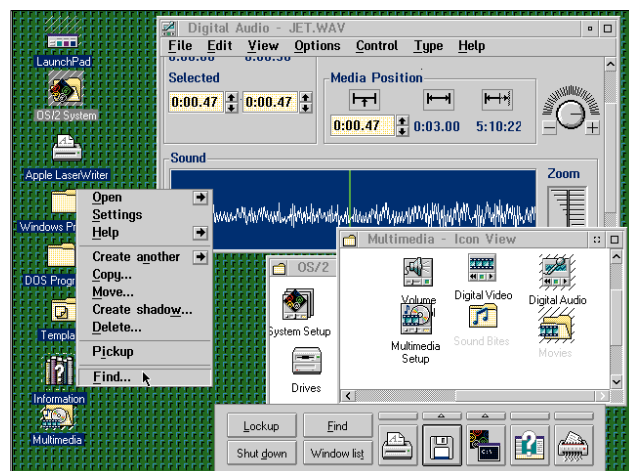 Digital Audio - JET.WAV
File Edit View Options Control Type Help
LaunchPad
Selected
Media Position
0:00.47 0:00.47
0:00.47 0:03.00 5:10:22
OS/2 System
Sound
Zoom
Apple LaserWriter
Windows Pr
DOS Progr
Templa
Information
Multimedia
Open
Settings
Help
Create another
Copy...
Move...
Create shadow...
Delete...
Pickup
Find...
OS/2
System Setup
Drives
Multimedia - Icon View
Volume
Digital Video
Digital Audio
Multimedia
Setup
Sound Bites
Movies
Lockup Find
Shut down Window list